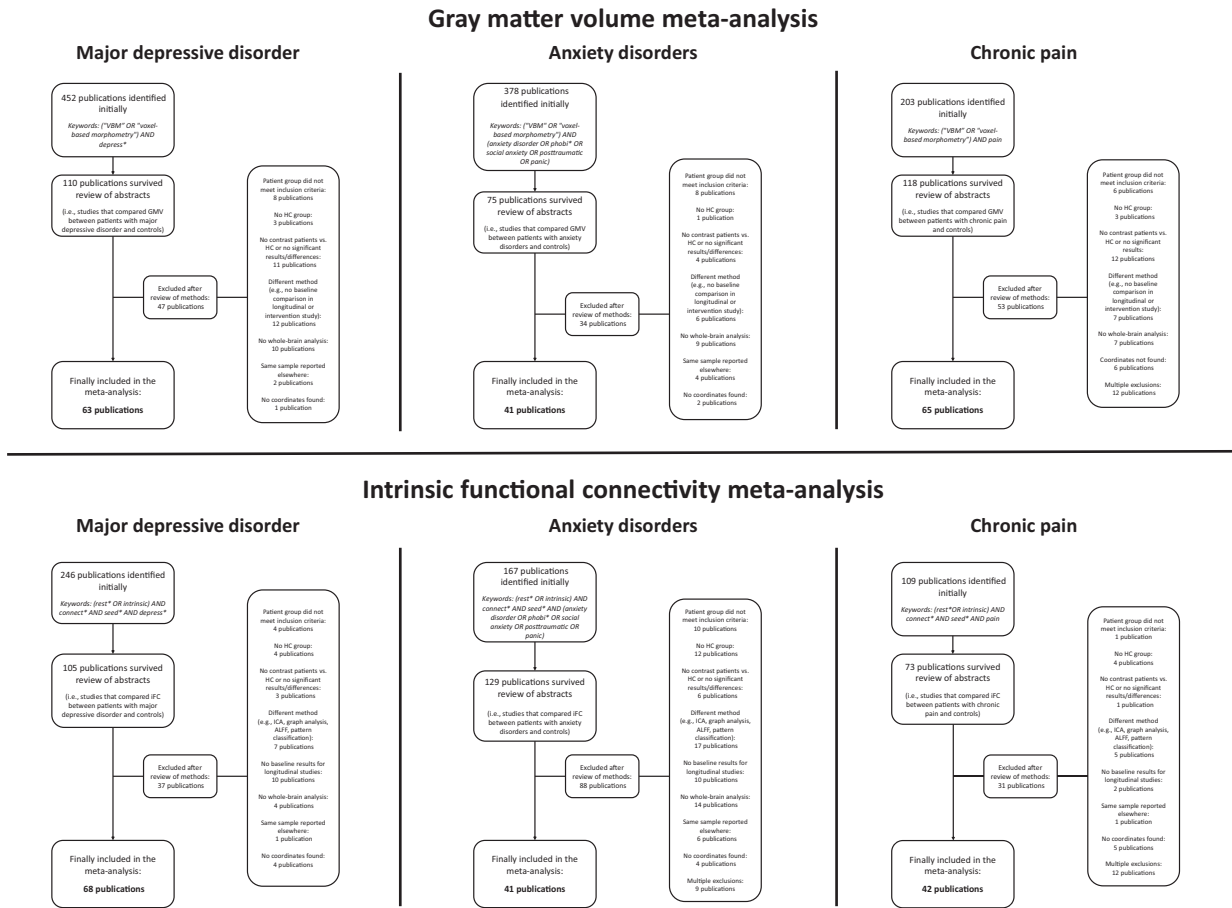 Gray matter volume meta-analysis
Major depressive disorder
452 publications identified
initially
Keywords: ("VBM" OR "voxel-
based morphometry") AND
depress*
110 publications survived
review of abstracts
(i.e., studies that compared GMV
between patients with major
depressive disorder and controls)
Excluded after
review of methods:
47 publications
Patient group did not
meet inclusion criteria:
8 publications
No HC group:
3 publications
No contrast patients vs.
HC or no significant
results/differences:
11 publications
Different method
(e.g., no baseline
comparison in
longitudinal or
intervention study):
12 publications
No whole-brain analysis:
10 publications
Same sample reported
elsewhere:
2 publications
No coordinates found:
1 publication
Finally included in the
meta-analysis:
63 publications
Anxiety disorders
378 publications
identified initially
Keywords: ("VBM" OR "voxel-
based morphometry") AND
(anxiety disorder OR phobi* OR
social anxiety OR posttraumatic
OR panic)
75 publications survived
review of abstracts
(i.e., studies that compared GMV
between patients with anxiety
disorders and controls)
Excluded after
review of methods:
34 publications
Patient group did not
meet inclusion criteria:
8 publications
No HC group:
1 publication
No contrast patients vs.
HC or no significant
results/differences:
4 publications
Different method
(e.g., no baseline
comparison in
longitudinal or
intervention study):
6 publications
No whole-brain analysis:
9 publications
Same sample reported
elsewhere:
4 publications
No coordinates found:
2 publications
Finally included in the
meta-analysis:
41 publications
Chronic pain
203 publications identified
initially
Keywords: ("VBM" OR "voxel-based
morphometry") AND pain
118 publications survived
review of abstracts
(i.e., studies that compared GMV
between patients with chronic pain
and controls)
Excluded after
review of methods:
53 publications
Patient group did not
meet inclusion criteria:
6 publications
No HC group:
3 publications
No contrast patients vs.
HC or no significant
results:
12 publications
Different method
(e.g., no baseline
comparison in
longitudinal or
intervention study):
7 publications
No whole-brain analysis:
7 publications
Coordinates not found:
6 publications
Multiple exclusions:
12 publications
Finally included in the
meta-analysis:
65 publications
Intrinsic functional connectivity meta-analysis
Major depressive disorder
246 publications identified
initially
Keywords: (rest* OR intrinsic) AND
connect* AND seed* AND depress*
105 publications survived
review of abstracts
(i.e., studies that compared iFC
between patients with major
depressive disorder and controls)
Excluded after
review of methods:
37 publications
Patient group did not
meet inclusion criteria:
4 publications
No HC group:
4 publications
No contrast patients vs.
HC or no significant
results/differences:
3 publications
Different method
(e.g., ICA, graph analysis,
ALFF, pattern
classification):
7 publications
No baseline results for
longitudinal studies:
10 publications
No whole-brain analysis:
4 publications
Same sample reported
elsewhere:
1 publication
No coordinates found:
4 publications
Finally included in the
meta-analysis:
68 publications
Anxiety disorders
167 publications
identified initially
Keywords: (rest* OR intrinsic) AND
connect* AND seed* AND (anxiety
disorder OR phobi* OR social
anxiety OR posttraumatic OR
panic)
129 publications survived
review of abstracts
(i.e., studies that compared iFC
between patients with anxiety
disorders and controls)
Excluded after
review of methods:
88 publications
Patient group did not
meet inclusion criteria:
10 publications
No HC group:
12 publications
No contrast patients vs.
HC or no significant
results/differences:
6 publications
Different method
(e.g., ICA, graph analysis,
ALFF, pattern
classification):
17 publications
No baseline results for
longitudinal studies:
10 publications
No whole-brain analysis:
14 publications
Same sample reported
elsewhere:
6 publications
No coordinates found:
4 publications
Multiple exclusions:
9 publications
Finally included in the
meta-analysis:
41 publications
Chronic pain
109 publications identified
initially
Keywords: (rest*OR intrinsic) AND
connect* AND seed* AND pain
73 publications survived
review of abstracts
(i.e., studies that compared iFC
between patients with chronic
pain and controls)
Excluded after
review of methods:
31 publications
Patient group did not
meet inclusion criteria:
1 publication
No HC group:
4 publications
No contrast patients vs.
HC or no significant
results/differences:
1 publication
Different method
(e.g., ICA, graph analysis,
ALFF, pattern
classification):
5 publications
No baseline results for
longitudinal studies:
2 publications
Same sample reported
elsewhere:
1 publication
No coordinates found:
5 publications
Multiple exclusions:
12 publications
Finally included in the
meta-analysis:
42 publications